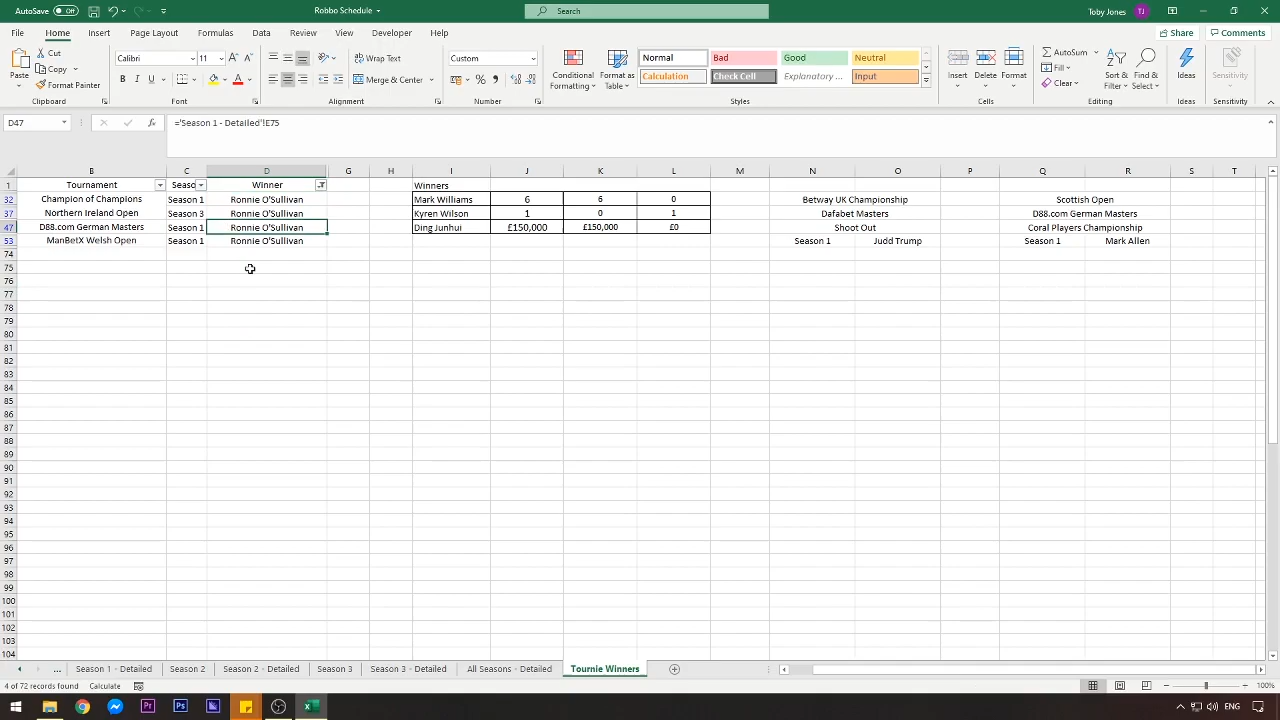 AutoSave Off Robbo Schedule Search Toby Jones TJ
File Home Insert Page Layout Formulas Data Review View Developer Help Share Comments
Paste Cut Copy Format Painter
Calibri 11 B I U A A
Wrap Text Merge & Center
Custom %
Conditional Formatting Format as Table
Normal Bad Good Neutral
Calculation Check Cell Explanatory ... Input
Insert Delete Format
AutoSum Fill Clear Sort & Filter Find & Select
Ideas Sensitivity
Clipboard Font Alignment Number Styles Cells Editing Ideas Sensitivity
D47 fx ='Season 1 - Detailed'!E75
B C D G H I J K L M N O P Q R S T U
1 Tournament Seaso Winner Winners
32 Champion of Champions Season 1 Ronnie O'Sullivan Mark Williams 6 6 0 Betway UK Championship Scottish Open
37 Northern Ireland Open Season 3 Ronnie O'Sullivan Kyren Wilson 1 0 1 Dafabet Masters D88.com German Masters
47 D88.com German Masters Season 1 Ronnie O'Sullivan Ding Junhui £150,000 £150,000 £0 Shoot Out Coral Players Championship
53 ManBetX Welsh Open Season 1 Ronnie O'Sullivan Season 1 Judd Trump Season 1 Mark Allen
74
75
76
77
78
79
80
81
82
83
84
85
86
87
88
89
90
91
92
93
94
95
96
97
98
99
100
101
102
103
104
... Season 1 - Detailed Season 2 Season 2 - Detailed Season 3 Season 3 - Detailed All Seasons - Detailed Tournie Winners
4 of 72 records found Calculate 100%
Pr Ps ENG